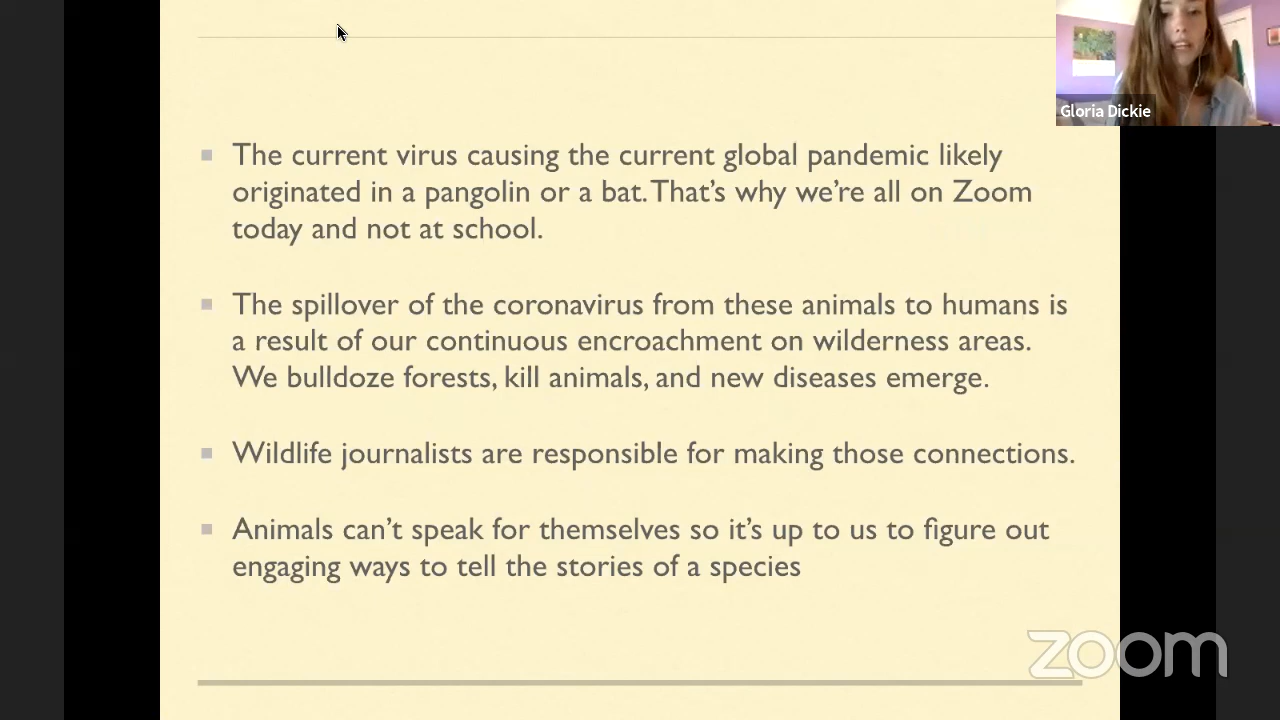 Gloria Dickie
The current virus causing the current global pandemic likely
originated in a pangolin or a bat. That's why we're all on Zoom
today and not at school.
The spillover of the coronavirus from these animals to humans is
a result of our continuous encroachment on wilderness areas.
We bulldoze forests, kill animals, and new diseases emerge.
Wildlife journalists are responsible for making those connections.
Animals can't speak for themselves so it's up to us to figure out
engaging ways to tell the stories of a species
zoom